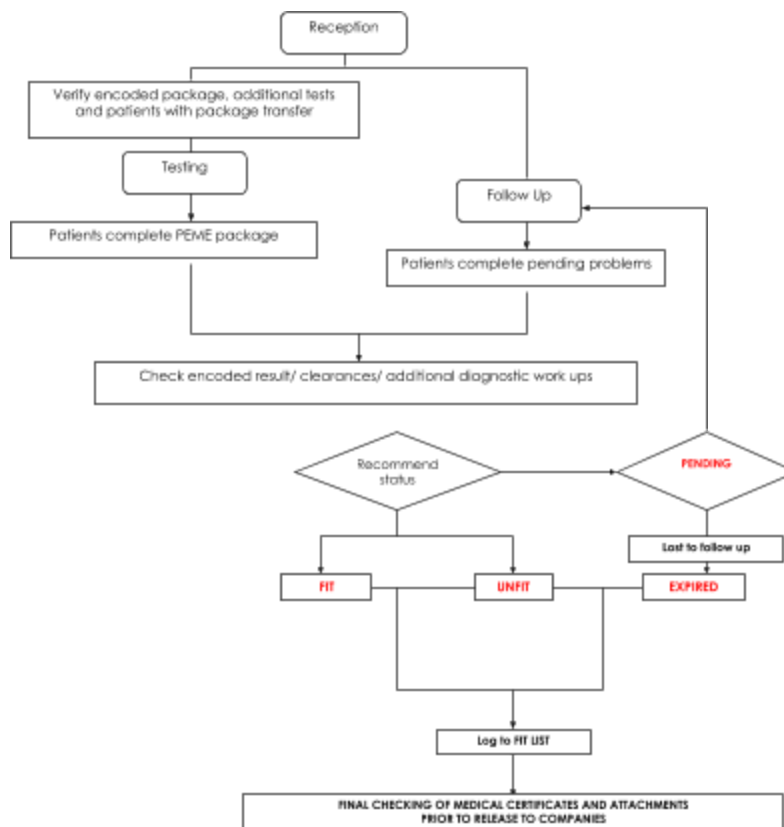 Reception
Verify encoded package, additional tests
and patients with package transfer
Testing
Follow Up
Patients complete PEME package
Patients complete pending problems
Check encoded result/ clearances/ additional diagnostic work ups
Recommend
status
PENDING
Lost to follow up
FIT
UNFIT
EXPIRED
Log to FIT LIST
FINAL CHECKING OF MEDICAL CERTIFICATES AND ATTACHMENTS
PRIOR TO RELEASE TO COMPANIES